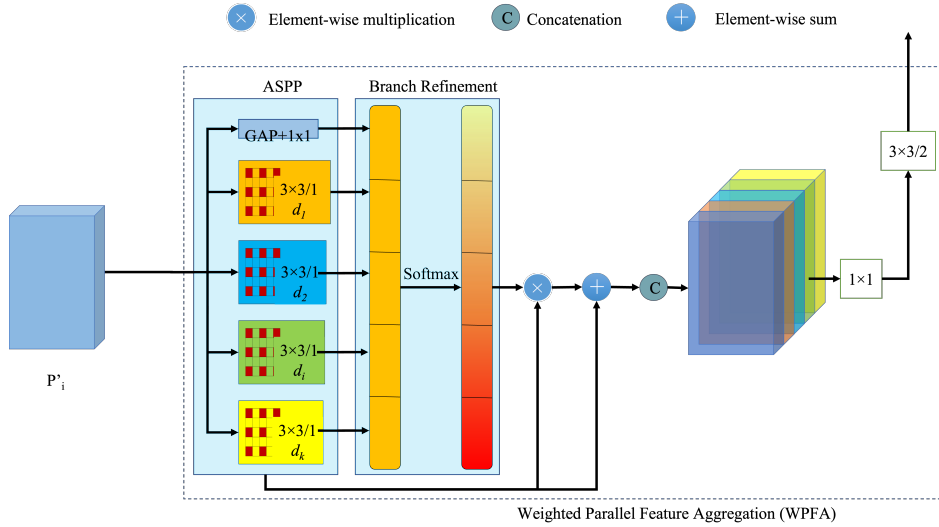 Element-wise multiplication
C
Concatenation
Element-wise sum
ASPP
Branch Refinement
GAP+1x1
3×3/1
d1
3×3/1
d2
3×3/1
di
3×3/1
dk
Softmax
C
1×1
3×3/2
P’i
Weighted Parallel Feature Aggregation (WPFA)